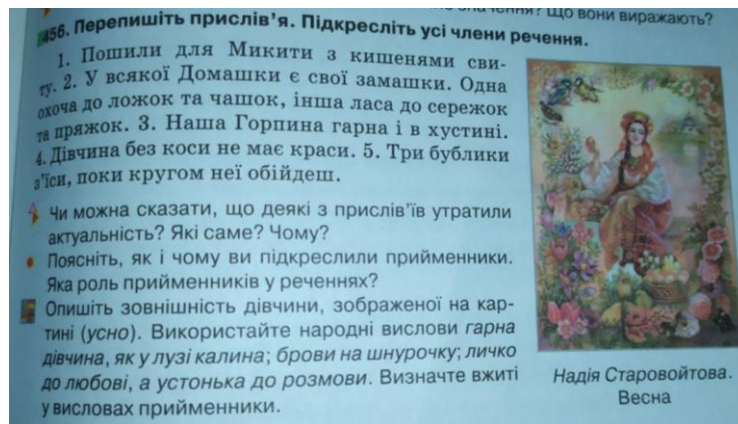 значення? Що вони виражають?
456. Перепишіть прислів’я. Підкресліть усі члени речення.
1. Пошили для Микити з кишенями сви-
ту. 2. У всякої Домашки є свої замашки. Одна
охоча до ложок та чашок, інша ласа до сережок
та пряжок. 3. Наша Горпина гарна і в хустині.
4. Дівчина без коси не має краси. 5. Три бублики
з’їси, поки кругом неї обійдеш.
Чи можна сказати, що деякі з прислів’їв утратили
актуальність? Які саме? Чому?
Поясніть, як і чому ви підкреслили прийменники.
Яка роль прийменників у реченнях?
Опишіть зовнішність дівчини, зображеної на кар-
тині (усно). Використайте народні вислови гарна
дівчина, як у лузі калина; брови на шнурочку; личко
до любові, а устонька до розмови. Визначте вжиті
у висловах прийменники.
Надія Старовойтова.
Весна